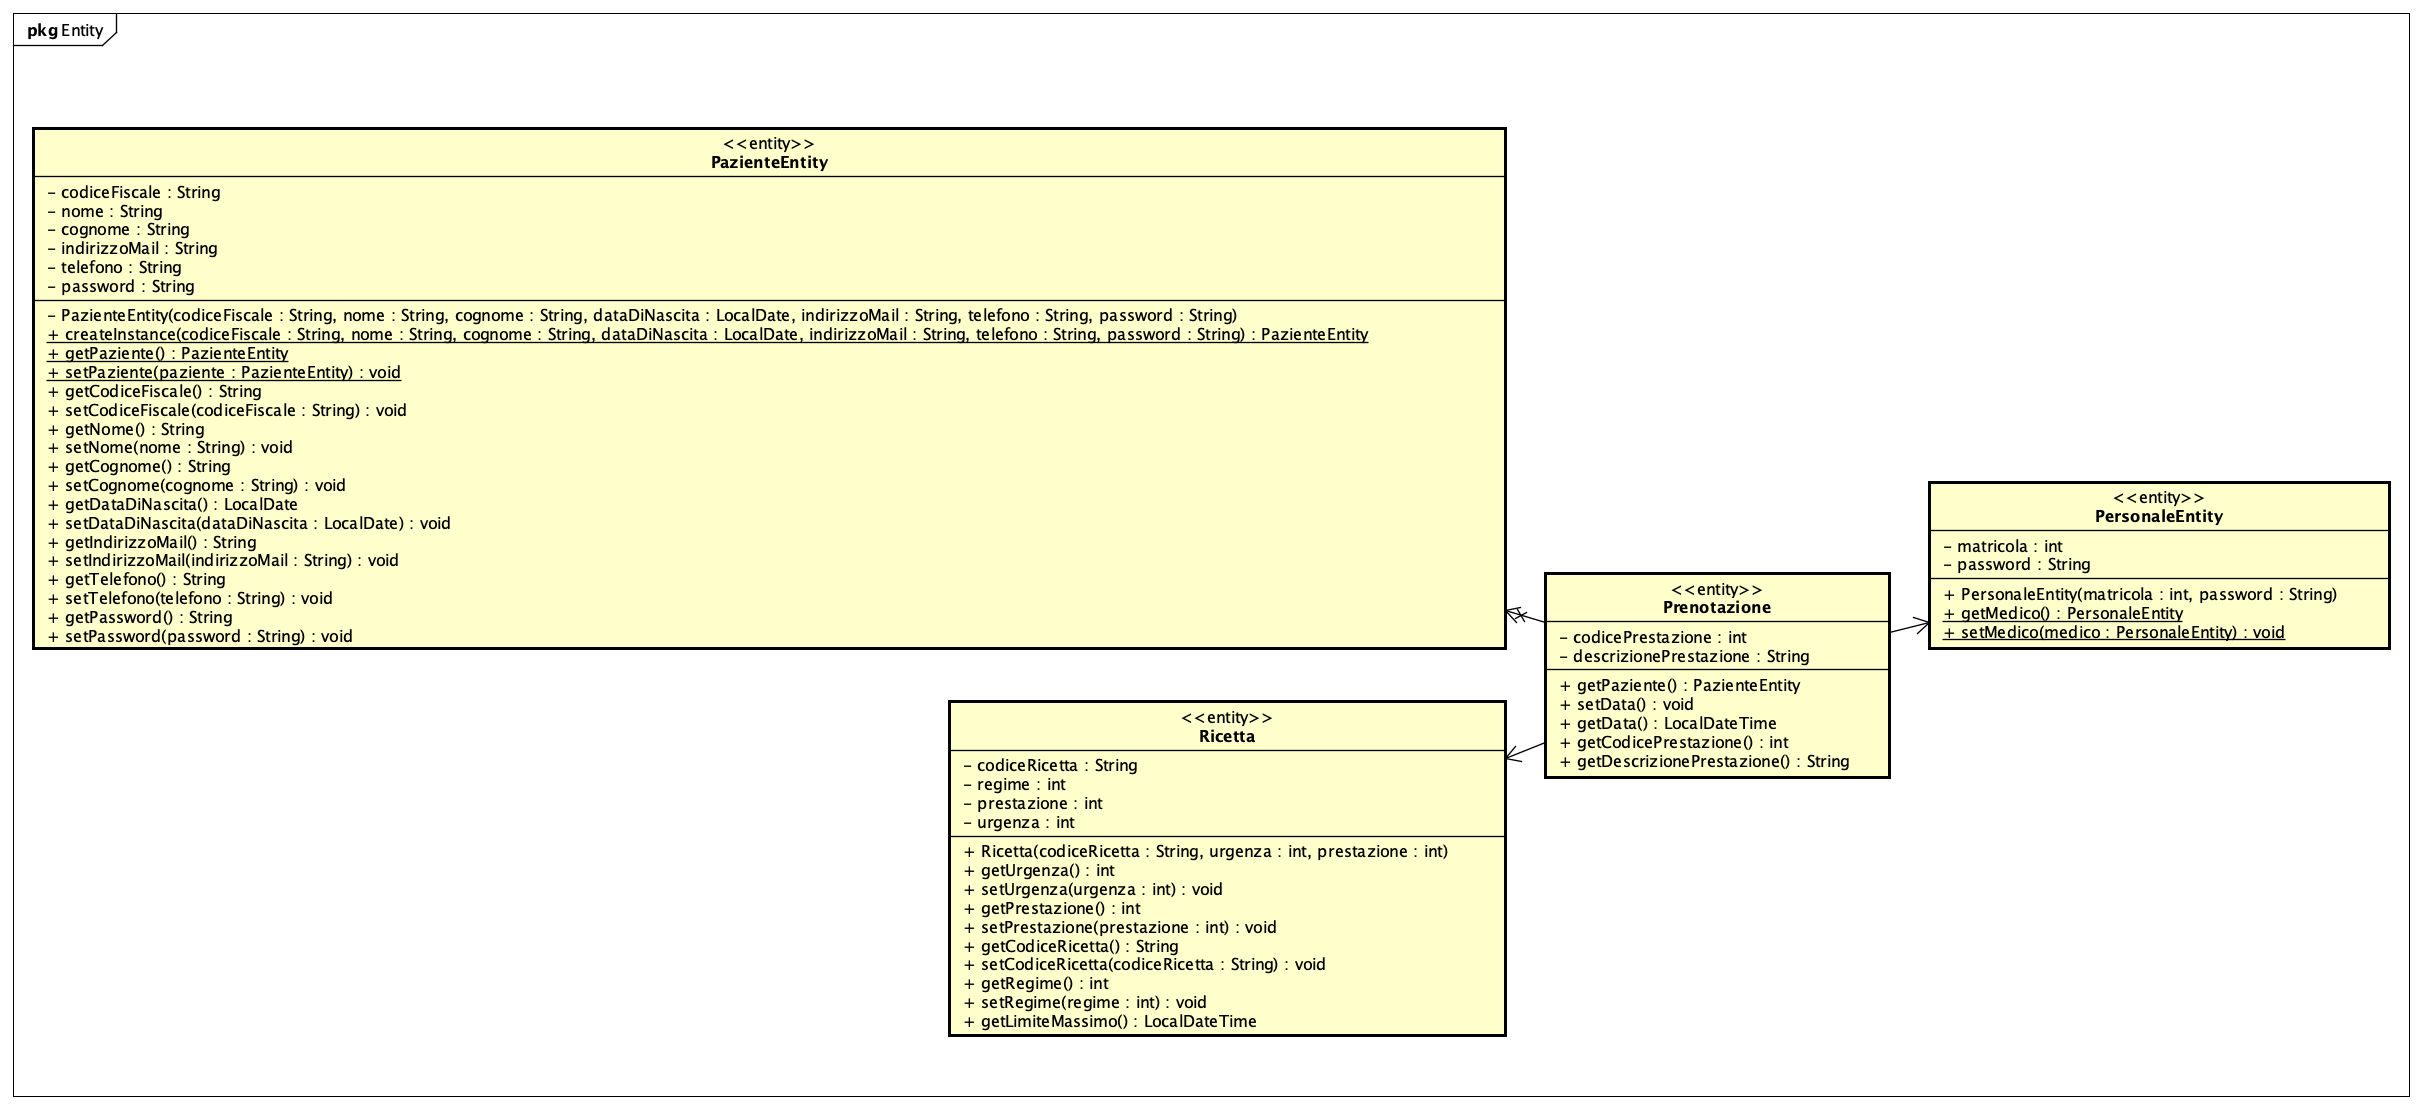 pkg Entity
<<entity>>
PazienteEntity
- codiceFiscale : String
- nome : String
- cognome : String
- indirizzoMail : String
- telefono : String
- password : String
- PazienteEntity(codiceFiscale : String, nome : String, cognome : String, dataDiNascita : LocalDate, indirizzoMail : String, telefono : String, password : String)
+ createInstance(codiceFiscale : String, nome : String, cognome : String, dataDiNascita : LocalDate, indirizzoMail : String, telefono : String, password : String) : PazienteEntity
+ getPaziente() : PazienteEntity
+ setPaziente(paziente : PazienteEntity) : void
+ getCodiceFiscale() : String
+ setCodiceFiscale(codiceFiscale : String) : void
+ getNome() : String
+ setNome(nome : String) : void
+ getCognome() : String
+ setCognome(cognome : String) : void
+ getDataDiNascita() : LocalDate
+ setDataDiNascita(dataDiNascita : LocalDate) : void
+ getIndirizzoMail() : String
+ setIndirizzoMail(indirizzoMail : String) : void
+ getTelefono() : String
+ setTelefono(telefono : String) : void
+ getPassword() : String
+ setPassword(password : String) : void
<<entity>>
PersonaleEntity
- matricola : int
- password : String
+ PersonaleEntity(matricola : int, password : String)
+ getMedico() : PersonaleEntity
+ setMedico(medico : PersonaleEntity) : void
<<entity>>
Prenotazione
- codicePrestazione : int
- descrizionePrestazione : String
+ getPaziente() : PazienteEntity
+ setData() : void
+ getData() : LocalDateTime
+ getCodicePrestazione() : int
+ getDescrizionePrestazione() : String
<<entity>>
Ricetta
- codiceRicetta : String
- regime : int
- prestazione : int
- urgenza : int
+ Ricetta(codiceRicetta : String, urgenza : int, prestazione : int)
+ getUrgenza() : int
+ setUrgenza(urgenza : int) : void
+ getPrestazione() : int
+ setPrestazione(prestazione : int) : void
+ getCodiceRicetta() : String
+ setCodiceRicetta(codiceRicetta : String) : void
+ getRegime() : int
+ setRegime(regime : int) : void
+ getLimiteMassimo() : LocalDateTime